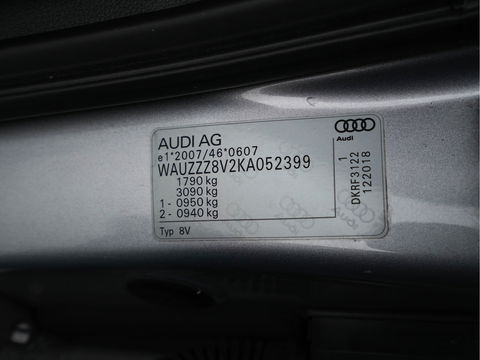 AUDI AG
e1*2007/46*0607
WAUZZZ8V2KA052399
1790 kg
3090 kg
1 - 0950 kg
2 - 0940 kg
Typ 8V
Audi
1
DKRF3122
122018